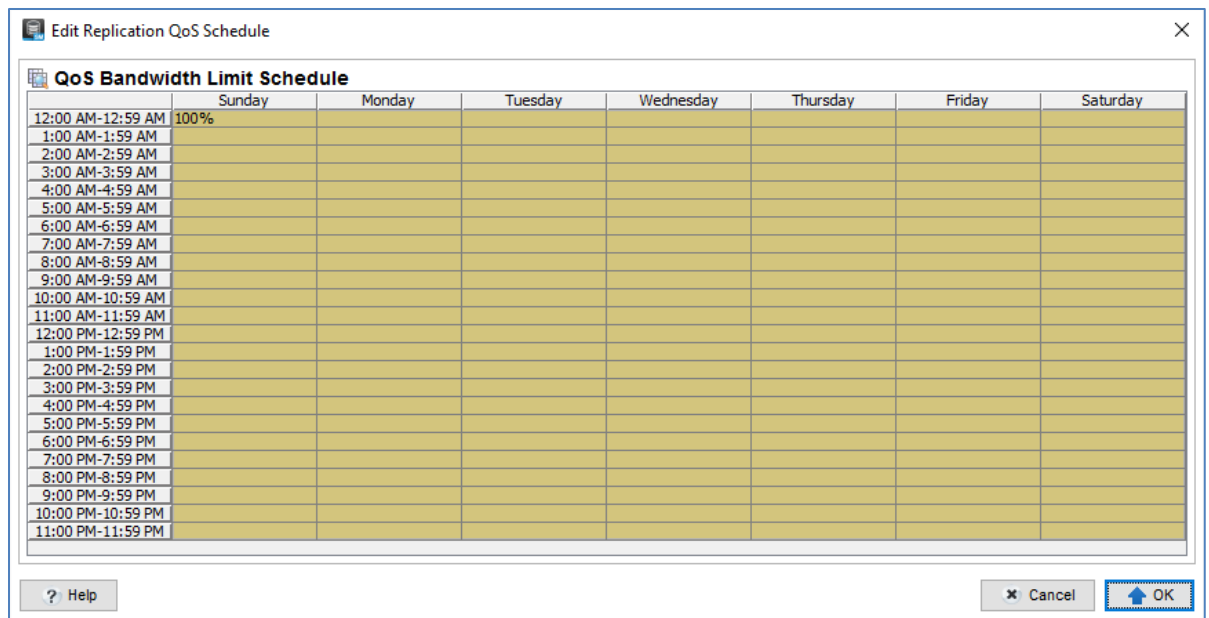 Edit Replication QoS Schedule
QoS Bandwidth Limit Schedule
Sunday Monday Tuesday Wednesday Thursday Friday Saturday
12:00 AM-12:59 AM 100%
1:00 AM-1:59 AM
2:00 AM-2:59 AM
3:00 AM-3:59 AM
4:00 AM-4:59 AM
5:00 AM-5:59 AM
6:00 AM-6:59 AM
7:00 AM-7:59 AM
8:00 AM-8:59 AM
9:00 AM-9:59 AM
10:00 AM-10:59 AM
11:00 AM-11:59 AM
12:00 PM-12:59 PM
1:00 PM-1:59 PM
2:00 PM-2:59 PM
3:00 PM-3:59 PM
4:00 PM-4:59 PM
5:00 PM-5:59 PM
6:00 PM-6:59 PM
7:00 PM-7:59 PM
8:00 PM-8:59 PM
9:00 PM-9:59 PM
10:00 PM-10:59 PM
11:00 PM-11:59 PM
? Help Cancel OK